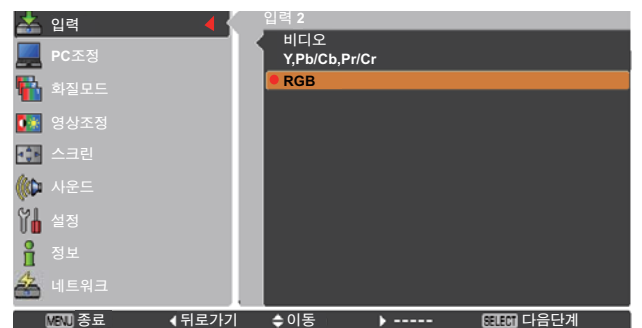 입력
PC조정
화질모드
영상조정
스크린
사운드
설정
정보
네트워크
입력 2
비디오
Y,Pb/Cb,Pr/Cr
RGB
MENU 종료 뒤로가기 이동 ----- SELECT 다음단계